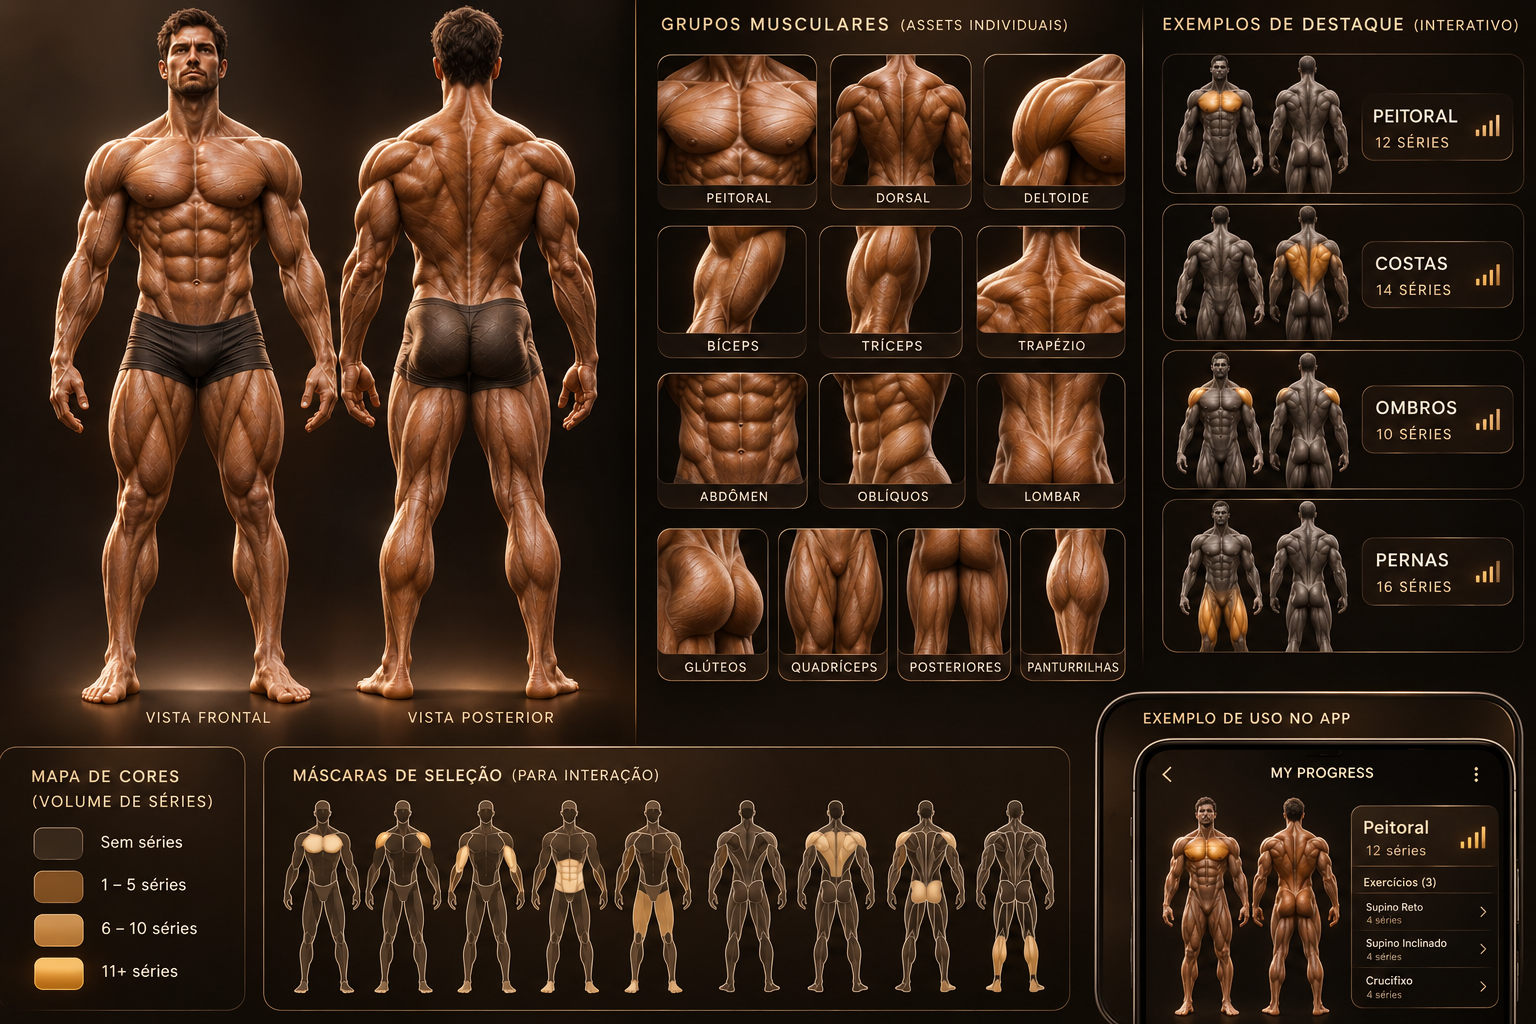 GRUPOS MUSCULARES (ASSETS INDIVIDUAIS)
PEITORAL
DORSAL
DELTOIDE
BÍCEPS
TRÍCEPS
TRAPÉZIO
ABDÔMEN
OBLÍQUOS
LOMBAR
GLÚTEOS
QUADRÍCEPS
POSTERIORES
PANTURRILHAS
EXEMPLOS DE DESTAQUE (INTERATIVO)
PEITORAL
12 SÉRIES
COSTAS
14 SÉRIES
OMBROS
10 SÉRIES
PERNAS
16 SÉRIES
VISTA FRONTAL
VISTA POSTERIOR
MAPA DE CORES
(VOLUME DE SÉRIES)
Sem séries
1 – 5 séries
6 – 10 séries
11+ séries
MÁSCARAS DE SELEÇÃO (PARA INTERAÇÃO)
EXEMPLO DE USO NO APP
MY PROGRESS
Peitoral
12 séries
Exercícios (3)
Supino Reto
4 séries
Supino Inclinado
4 séries
Crucifixo
4 séries